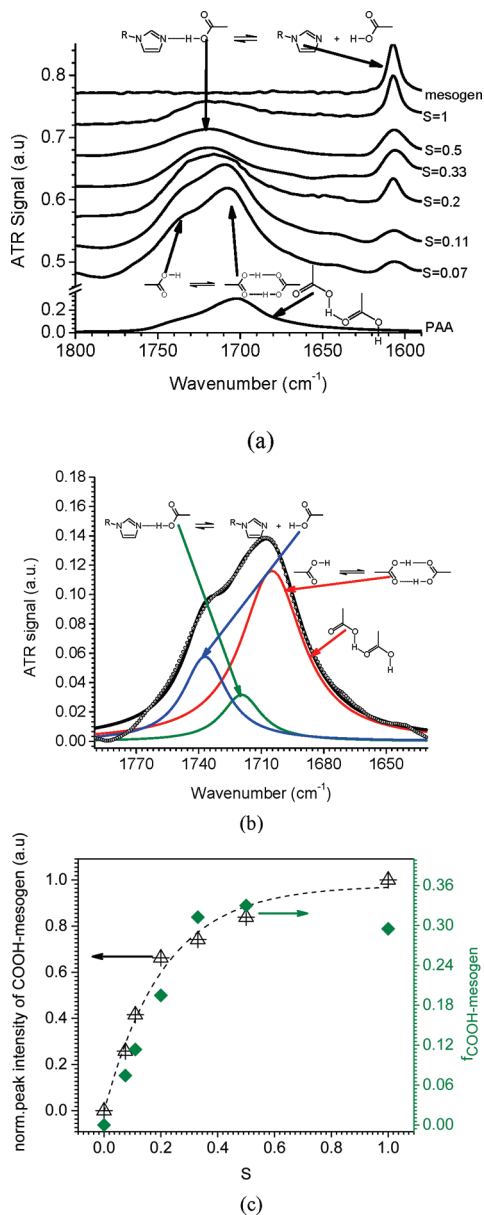 R N N---H O O ⇌ R N N + H O O
0.8
0.7
0.6
0.5
0.2
0.0
ATR Signal (a.u)
mesogen
S=1
S=0.5
S=0.33
S=0.2
S=0.11
S=0.07
PAA
O H O ⇌ O H O O H O
O O H O O H
1800 1750 1700 1650 1600
Wavenumber (cm⁻¹)
(a)
0.18
0.16
0.14
0.12
0.10
0.08
0.06
0.04
0.02
0.00
ATR signal (a.u.)
R N N---H O O ⇌ R N N + H O O
O H O ⇌ O H O O H O
O O H O O H
1770 1740 1710 1680 1650
Wavenumber (cm⁻¹)
(b)
norm.peak intensity of COOH-mesogen (a.u)
1.0
0.8
0.6
0.4
0.2
0.0
0.36
0.30
0.24
0.18
0.12
0.06
0.00
fCOOH-mesogen
0.0 0.2 0.4 0.6 0.8 1.0
S
(c)